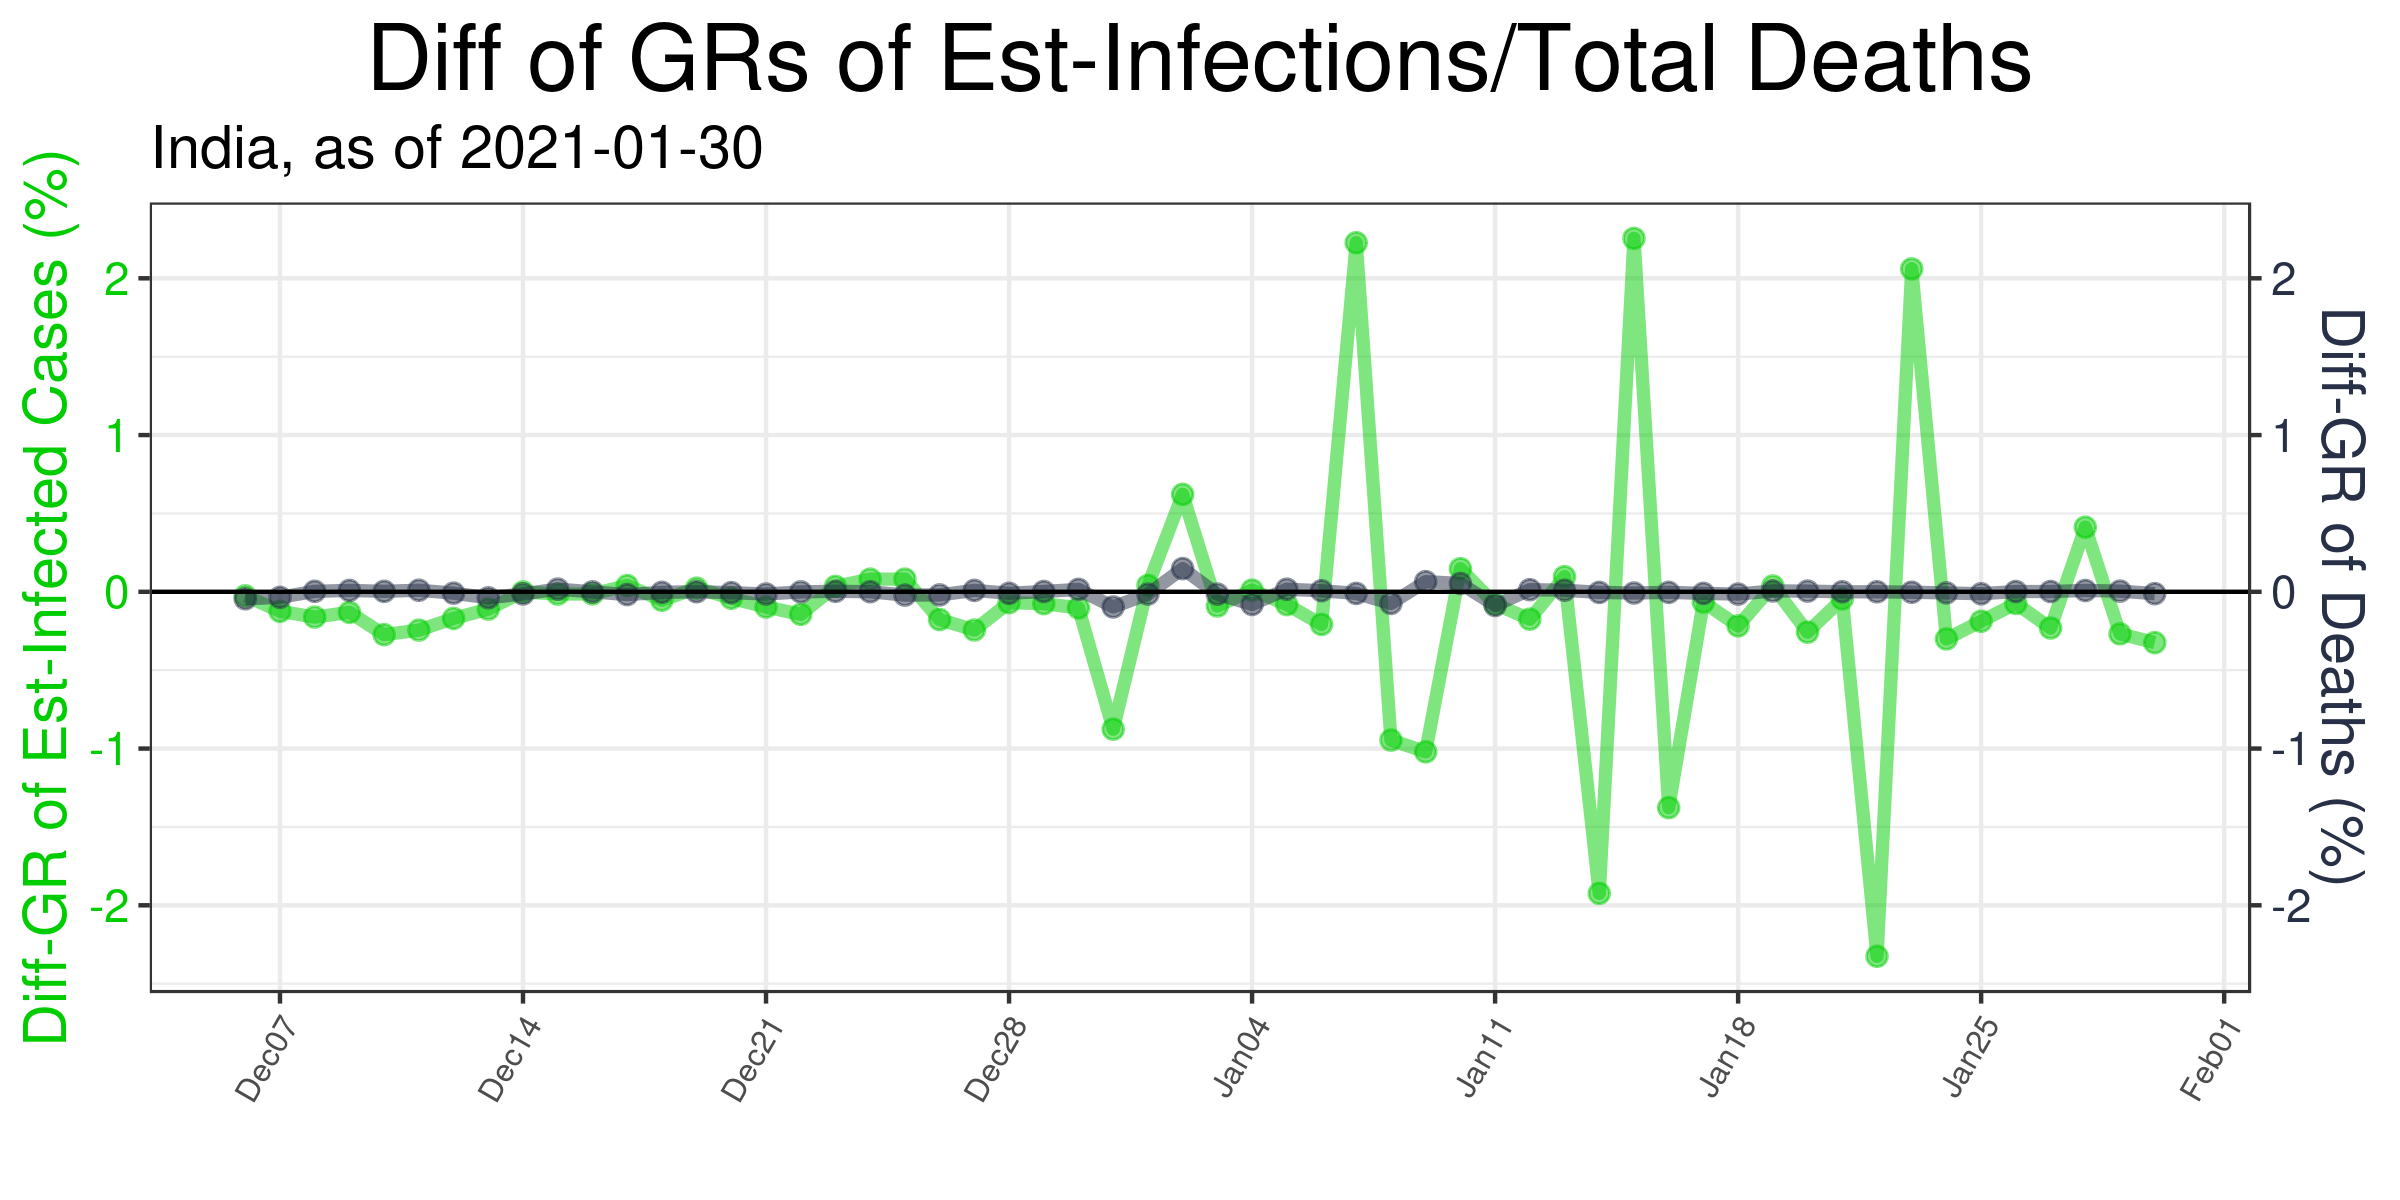 Diff of GRs of Est-Infections/Total Deaths
India, as of 2021-01-30
Diff-GR of Est-Infected Cases (%)
2
1
0
-1
-2
2
1
0
-1
-2
Diff-GR of Deaths (%)
Dec07
Dec14
Dec21
Dec28
Jan04
Jan11
Jan18
Jan25
Feb01